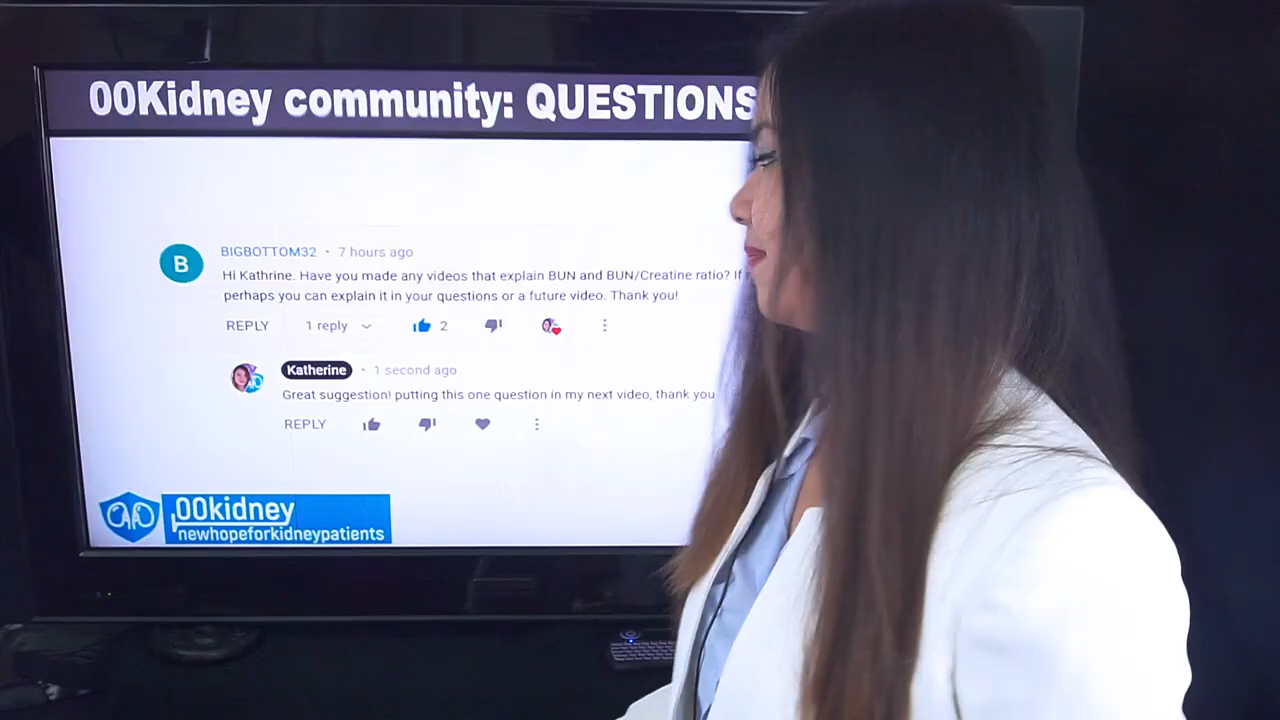 00Kidney community: QUESTIONS
B
BIGBOTTOM32 • 7 hours ago
Hi Kathrine. Have you made any videos that explain BUN and BUN/Creatine ratio? If
perhaps you can explain it in your questions or a future video. Thank you!
REPLY 1 reply 2
Katherine • 1 second ago
Great suggestion! putting this one question in my next video, thank you
REPLY
00kidney
newhopeforkidneypatients